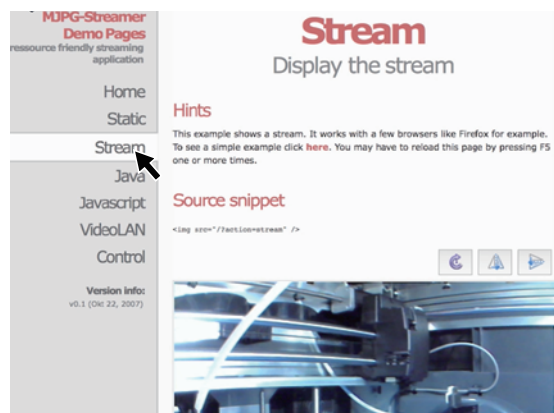 MJPG-Streamer
Demo Pages
ressource friendly streaming
application
Home
Static
Stream
Java
Javascript
VideoLAN
Control
Version info:
v0.1 (Okt 22, 2007)
Stream
Display the stream
Hints
This example shows a stream. It works with a few browsers like Firefox for example.
To see a simple example click here. You may have to reload this page by pressing F5
one or more times.
Source snippet
<img src="/?action=stream" />